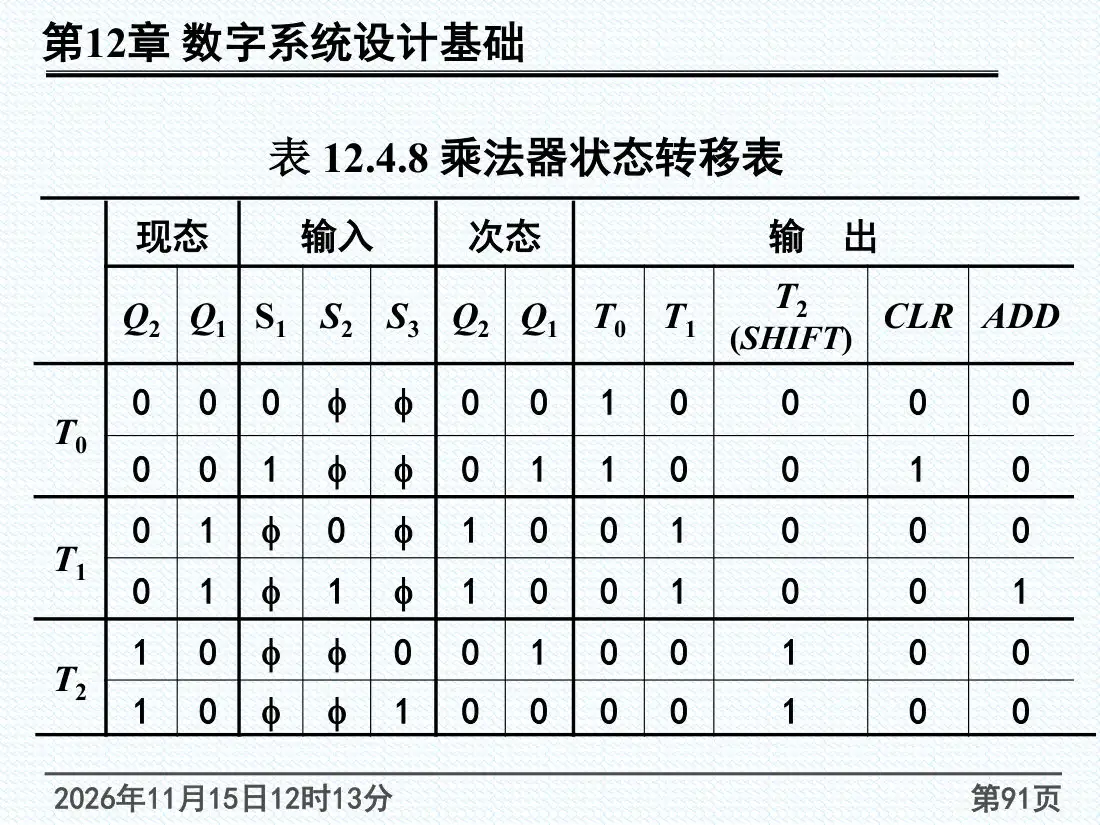 第12章 数字系统设计基础
表 12.4.8 乘法器状态转移表
现态 输入 次态 输 出
Q2 Q1 S1 S2 S3 Q2 Q1 T0 T1 T2 (SHIFT) CLR ADD
T0 0 0 0 ϕ ϕ 0 0 1 0 0 0 0
0 0 1 ϕ ϕ 0 1 1 0 0 1 0
T1 0 1 ϕ 0 ϕ 1 0 0 1 0 0 0
0 1 ϕ 1 ϕ 1 0 0 1 0 0 1
T2 1 0 ϕ ϕ 0 0 1 0 0 1 0 0
1 0 ϕ ϕ 1 0 0 0 0 1 0 0
2026年11月15日12时13分 第91页